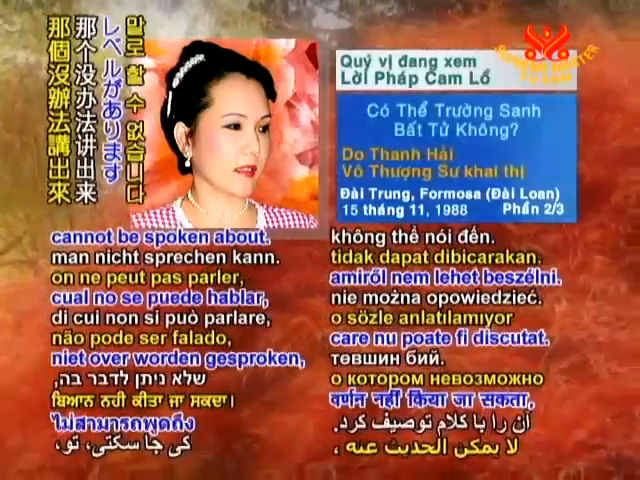 말로 할 수 없습니다
レベルがあります
那个没办法讲出来
那個沒辦法講出來
SUPREME MASTER
TV.COM
Quý vị đang xem
Lời Pháp Cam Lồ
Có Thể Trường Sanh
Bất Tử Không?
Do Thanh Hải
Vô Thượng Sư khai thị
Đài Trung, Formosa (Đài Loan)
15 tháng 11, 1988 Phần 2/3
cannot be spoken about.
man nicht sprechen kann.
on ne peut pas parler,
cual no se puede hablar,
di cui non si può parlare,
não pode ser falado,
niet over worden gesproken,
שלא ניתן לדבר בה,
ਬਿਆਨ ਨਹੀ ਕੀਤਾ ਜਾ ਸਕਦਾ।
ไม่สามารถพูดถึง
کی جا سکتی، تو،
không thể nói đến.
tidak dapat dibicarakan.
amiről nem lehet beszélni.
nie można opowiedzieć.
o sözle anlatılamıyor
care nu poate fi discutat.
төвшин бий.
о котором невозможно
वर्णन नहीं किया जा सकता,
آن را با کلام توصیف کرد.
لا يمكن الحديث عنه ،